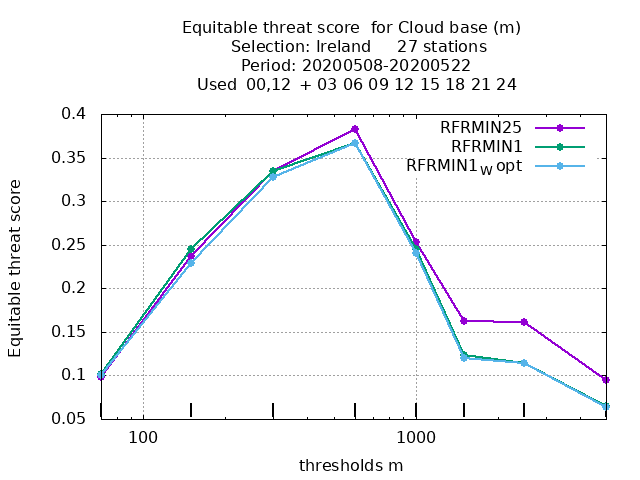 Equitable threat score  for Cloud base (m)
Selection: Ireland     27 stations
Period: 20200508-20200522
Used  00,12  + 03 06 09 12 15 18 21 24
RFRMIN25
RFRMIN1
RFRMIN1W opt
0.4
0.35
0.3
0.25
0.2
0.15
0.1
0.05
Equitable threat score
100
1000
thresholds m